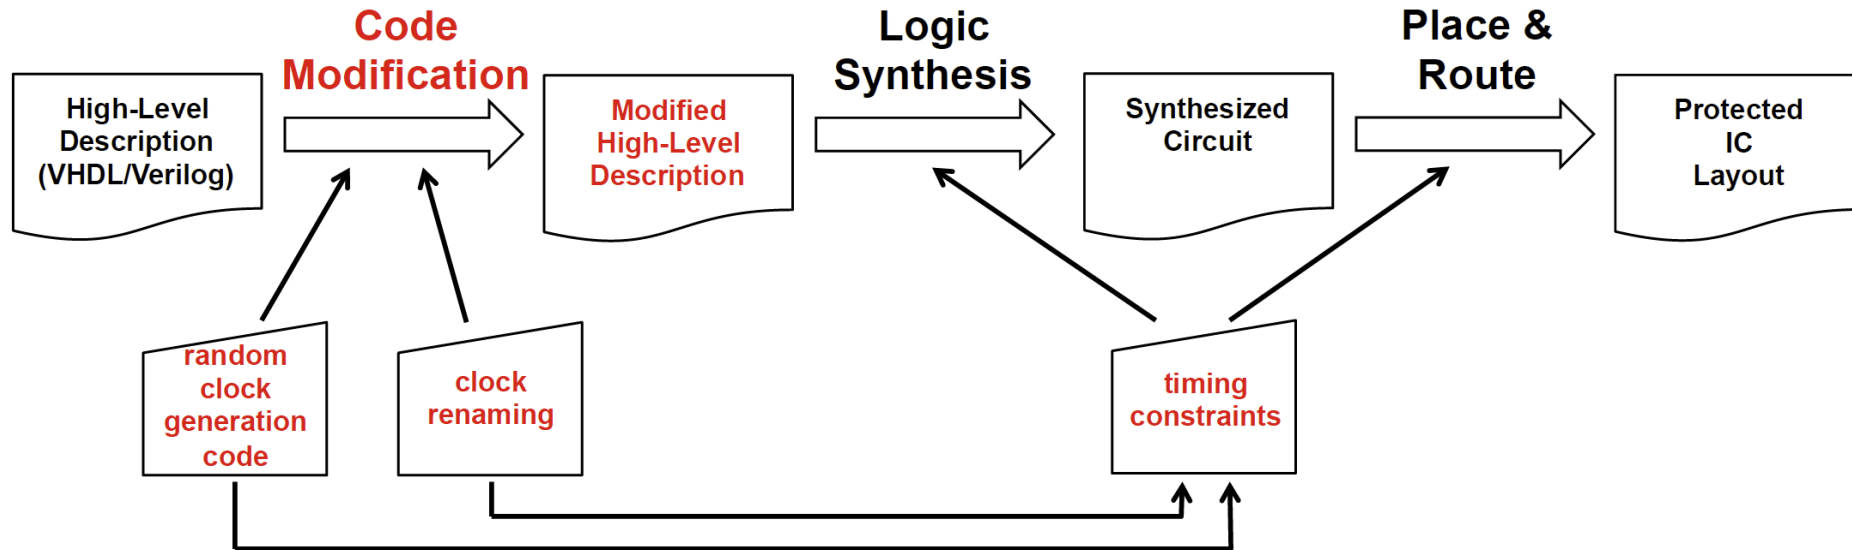 Code
Modification
Logic
Synthesis
Place &
Route
High-Level
Description
(VHDL/Verilog)
Modified
High-Level
Description
Synthesized
Circuit
Protected
IC
Layout
random
clock
generation
code
clock
renaming
timing
constraints